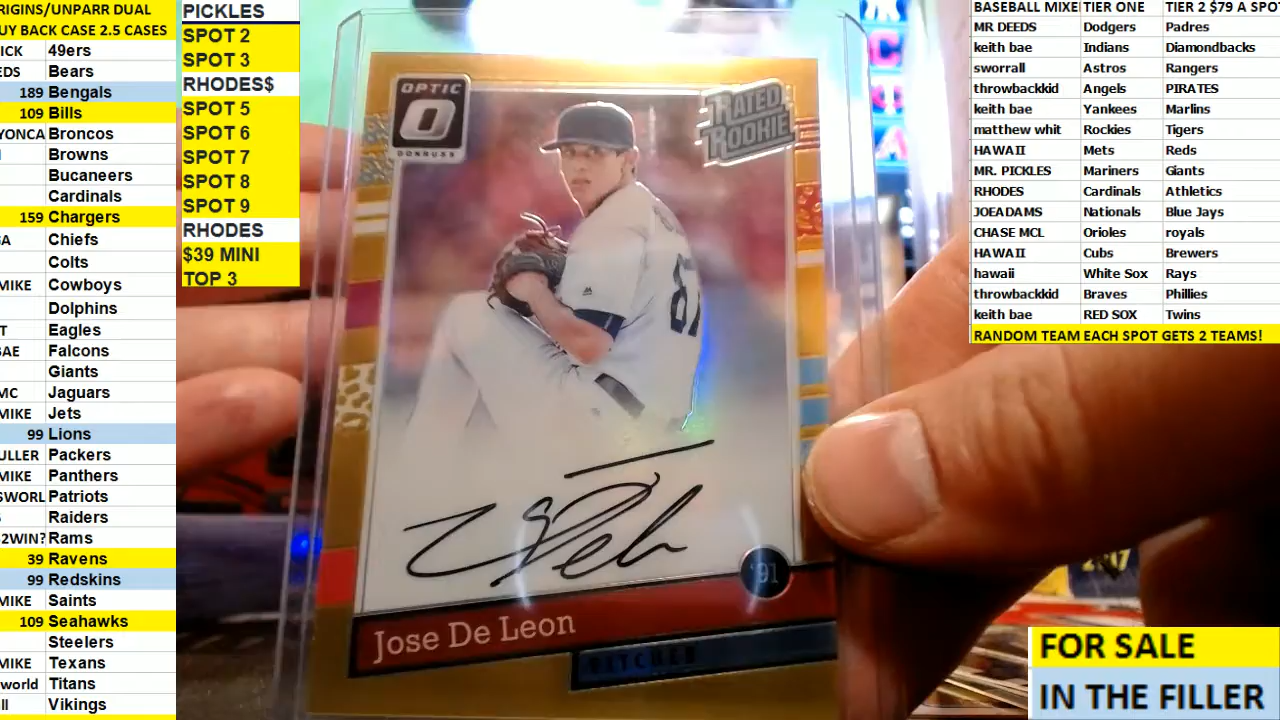 RIGINS/UNPARR DUAL
UY BACK CASE 2.5 CASES
ICK 49ers
EDS Bears
189 Bengals
109 Bills
YONCA Broncos
Browns
Bucaneers
Cardinals
159 Chargers
GA Chiefs
Colts
MIKE Cowboys
Dolphins
T Eagles
BAE Falcons
Giants
MC Jaguars
MIKE Jets
99 Lions
ULLER Packers
MIKE Panthers
SWORL Patriots
Raiders
2WIN? Rams
39 Ravens
99 Redskins
MIKE Saints
109 Seahawks
Steelers
MIKE Texans
world Titans
ll Vikings
PICKLES
SPOT 2
SPOT 3
RHODES$
SPOT 5
SPOT 6
SPOT 7
SPOT 8
SPOT 9
RHODES
$39 MINI
TOP 3
OPTIC
DONRUSS
RATED
ROOKIE
87
'91
Jose De Leon
PITCHER
BASEBALL MIXE TIER ONE TIER 2 $79 A SPOT
MR DEEDS Dodgers Padres
keith bae Indians Diamondbacks
sworrall Astros Rangers
throwbackkid Angels PIRATES
keith bae Yankees Marlins
matthew whit Rockies Tigers
HAWAII Mets Reds
MR. PICKLES Mariners Giants
RHODES Cardinals Athletics
JOEADAMS Nationals Blue Jays
CHASE MCL Orioles royals
HAWAII Cubs Brewers
hawaii White Sox Rays
throwbackkid Braves Phillies
keith bae RED SOX Twins
RANDOM TEAM EACH SPOT GETS 2 TEAMS!
FOR SALE
IN THE FILLER